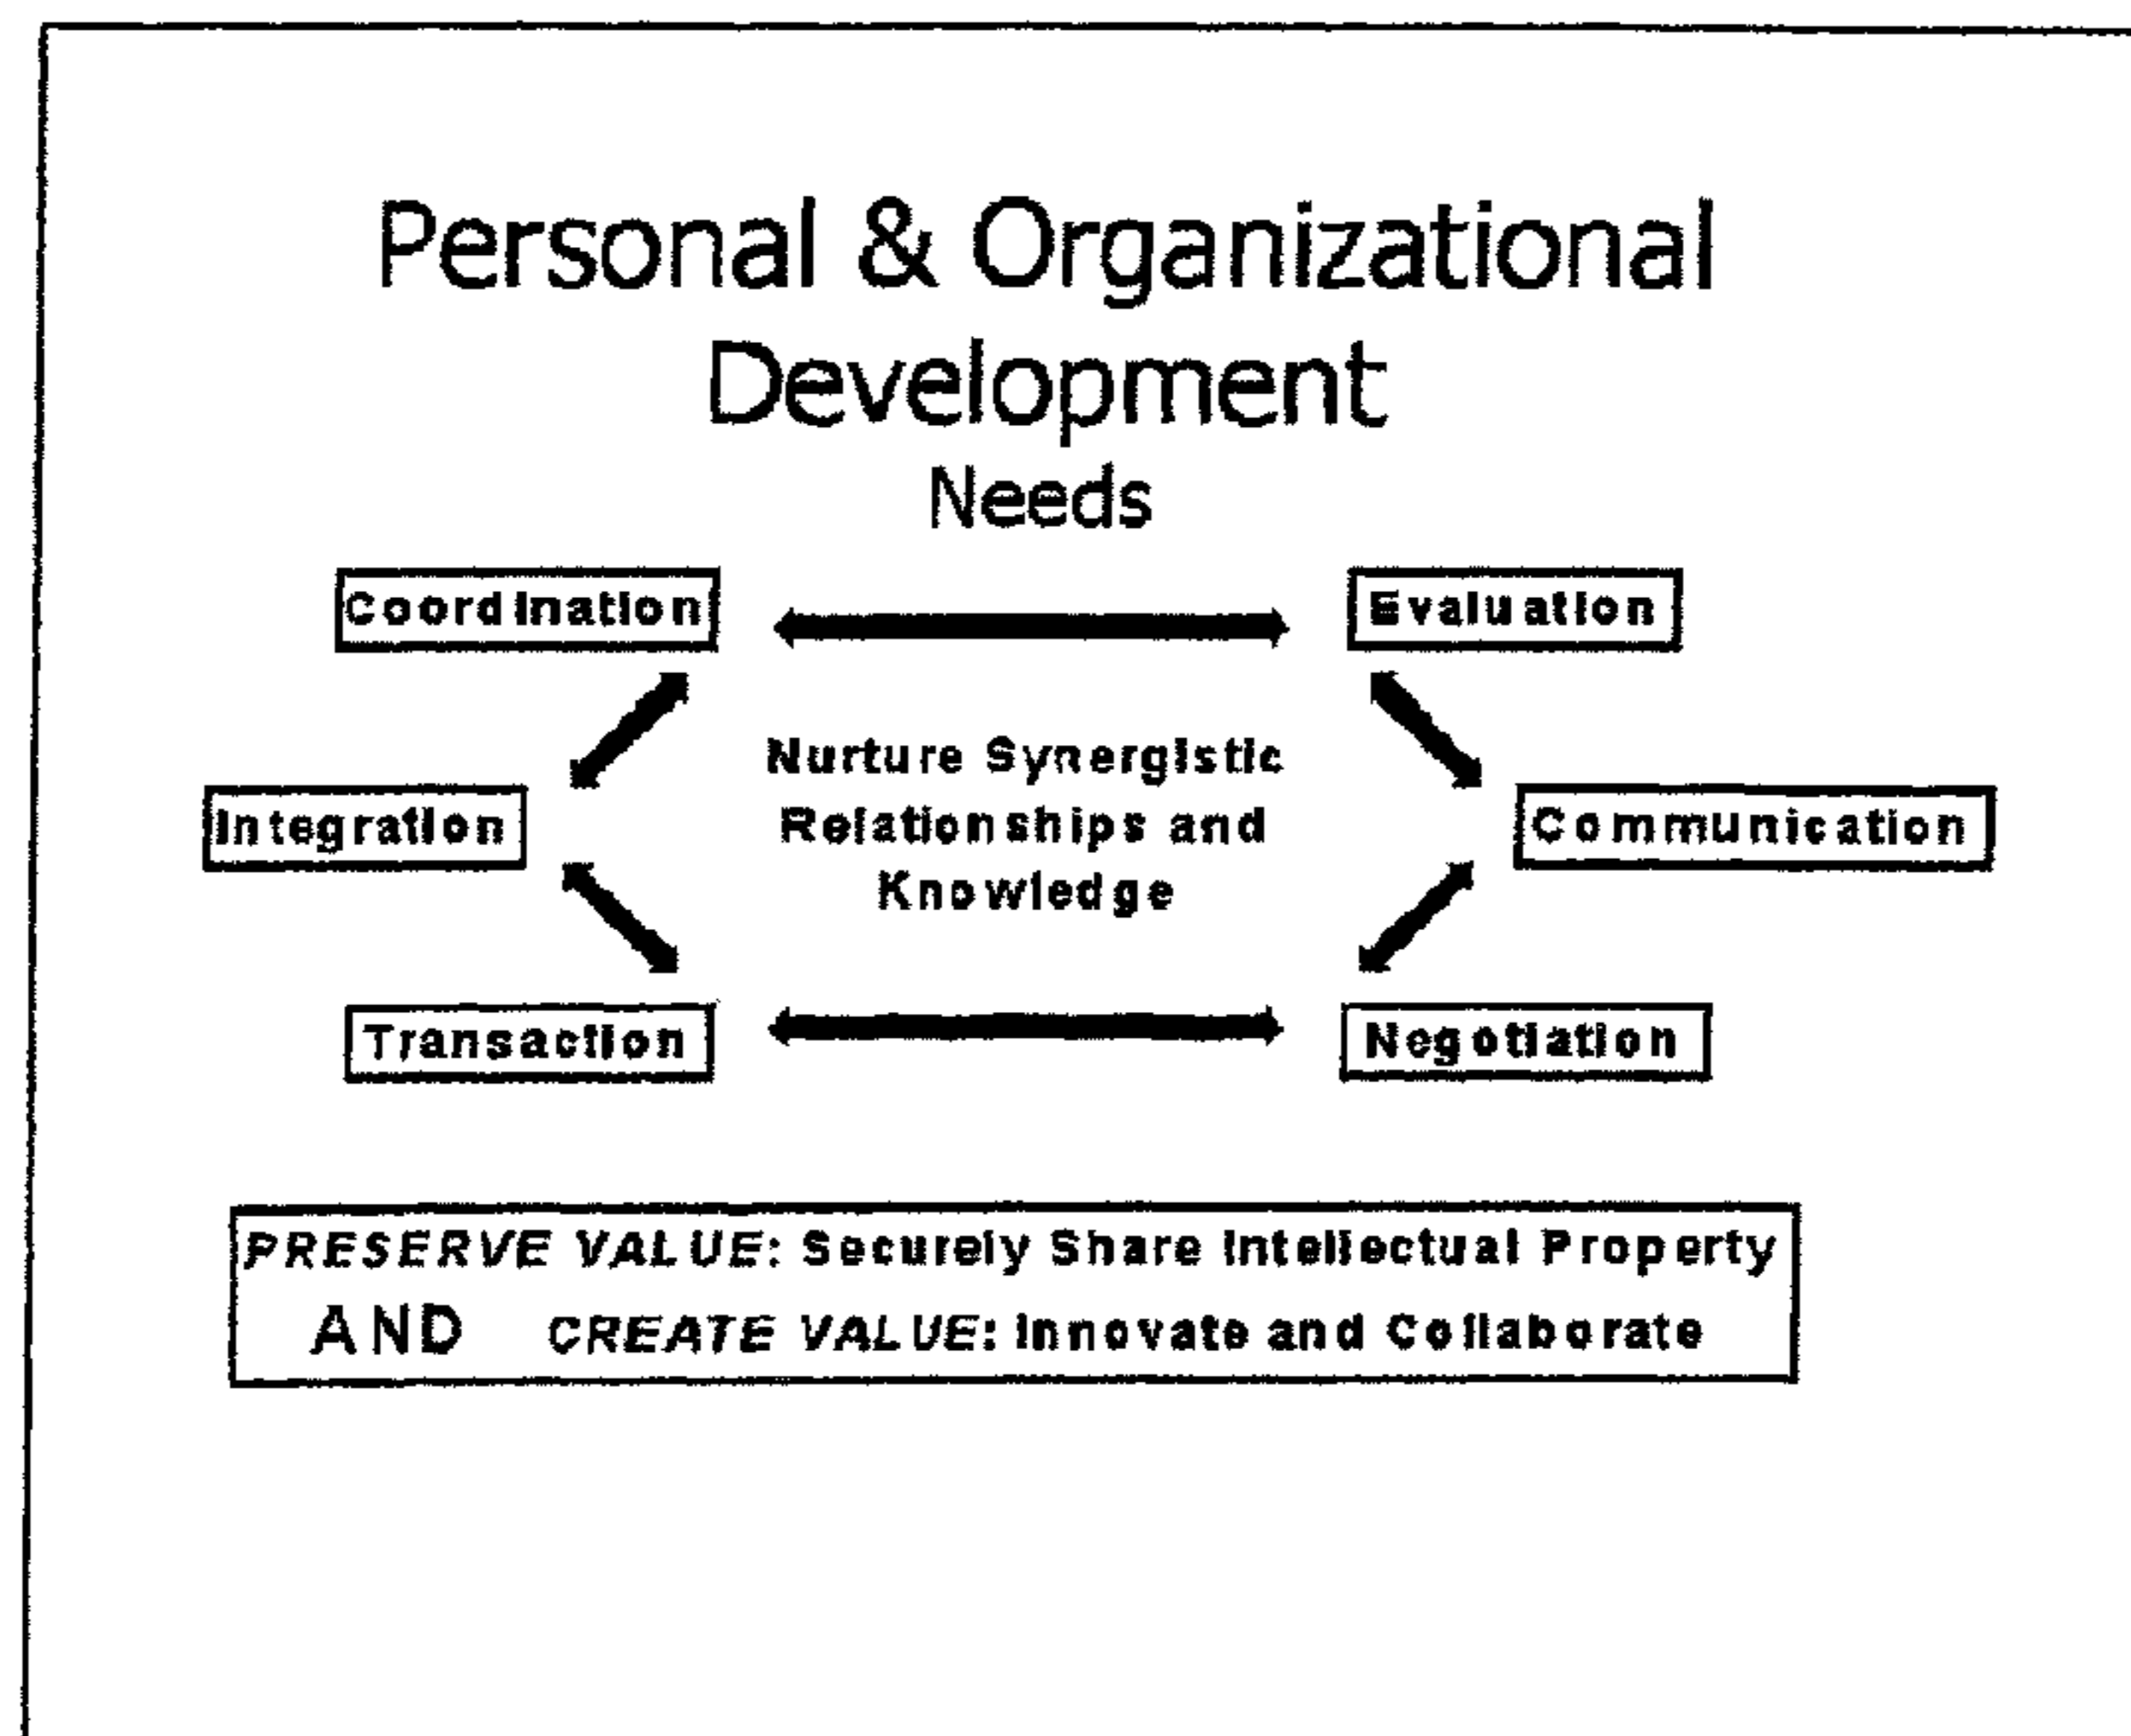 Personal & Organizational
Development
Needs
Coordination
Evaluation
Nurture Synergistic
Relationships and
Knowledge
Integration
Communication
Transaction
Negotiation
PRESERVE VALUE: Securely Share Intellectual Property
AND CREATE VALUE: Innovate and Collaborate